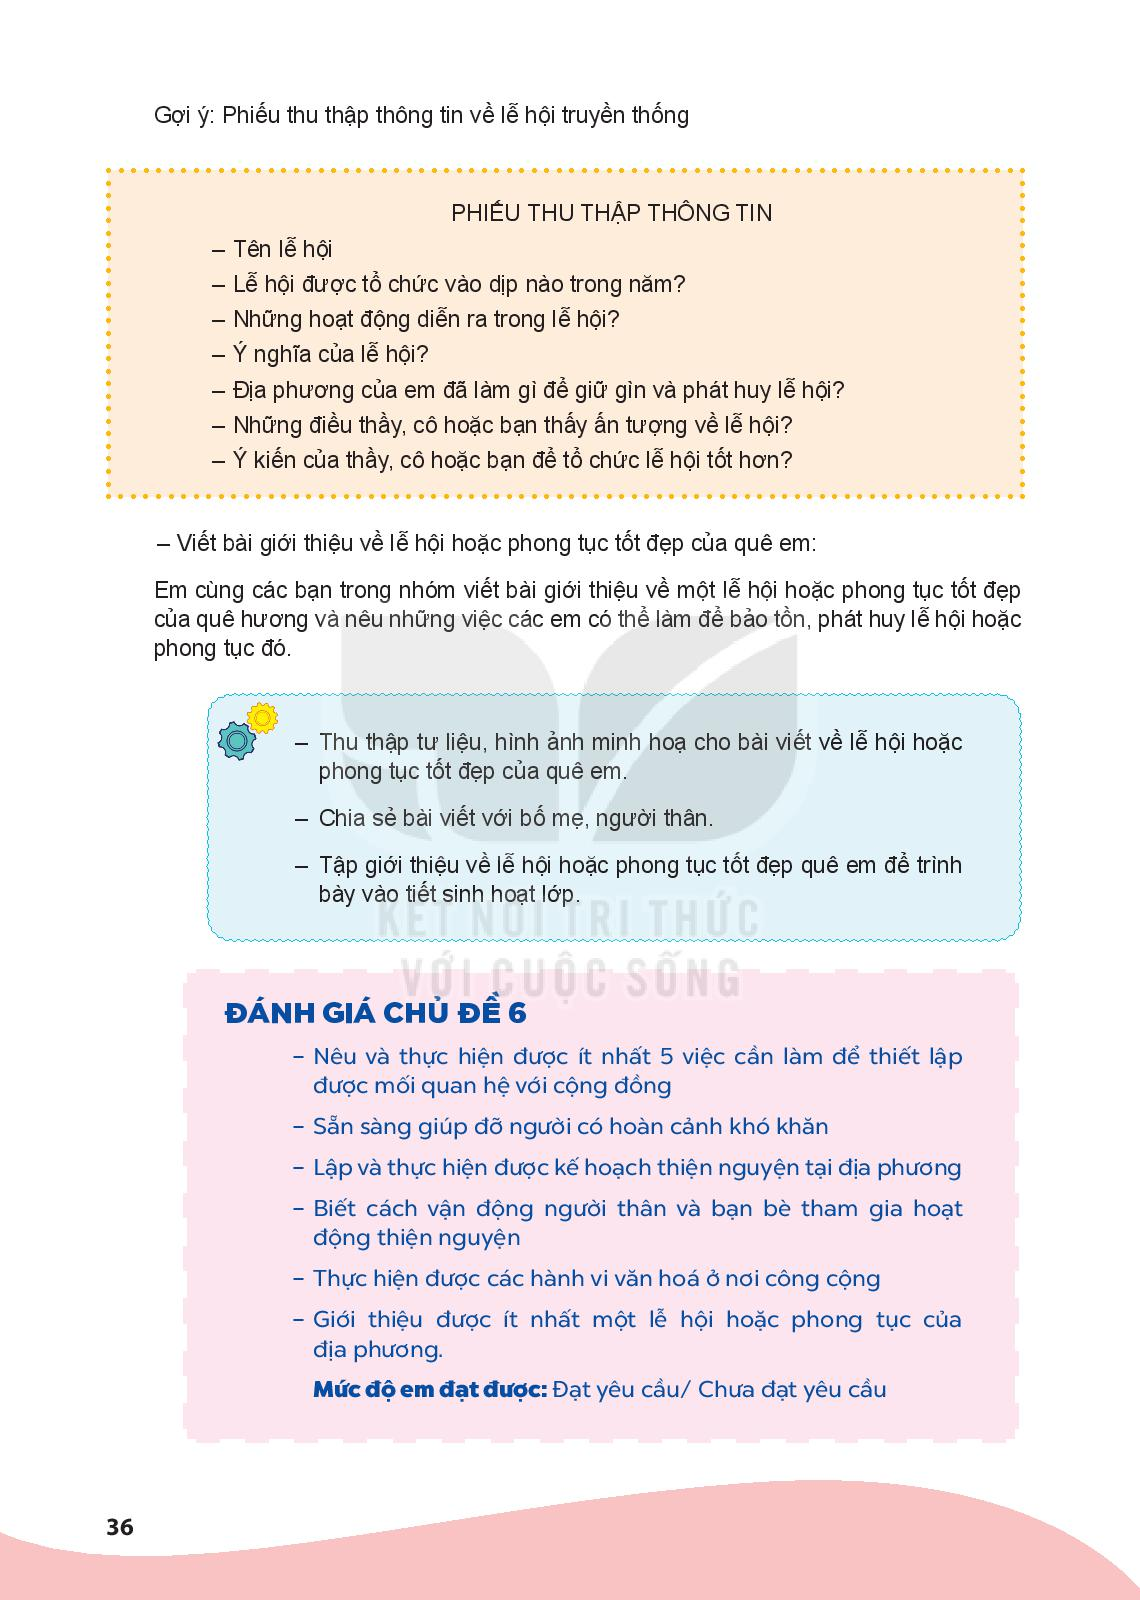 Gợi ý: Phiếu thu thập thông tin về lễ hội truyền thống
PHIẾU THU THẬP THÔNG TIN
– Tên lễ hội
– Lễ hội được tổ chức vào dịp nào trong năm?
– Những hoạt động diễn ra trong lễ hội?
– Ý nghĩa của lễ hội?
– Địa phương của em đã làm gì để giữ gìn và phát huy lễ hội?
– Những điều thầy, cô hoặc bạn thấy ấn tượng về lễ hội?
– Ý kiến của thầy, cô hoặc bạn để tổ chức lễ hội tốt hơn?
– Viết bài giới thiệu về lễ hội hoặc phong tục tốt đẹp của quê em:
Em cùng các bạn trong nhóm viết bài giới thiệu về một lễ hội hoặc phong tục tốt đẹp
của quê hương và nêu những việc các em có thể làm để bảo tồn, phát huy lễ hội hoặc
phong tục đó.
– Thu thập tư liệu, hình ảnh minh hoạ cho bài viết về lễ hội hoặc
phong tục tốt đẹp của quê em.
– Chia sẻ bài viết với bố mẹ, người thân.
– Tập giới thiệu về lễ hội hoặc phong tục tốt đẹp quê em để trình
bày vào tiết sinh hoạt lớp.
KẾT NỐI TRI THỨC
VỚI CUỘC SỐNG
ĐÁNH GIÁ CHỦ ĐỀ 6
– Nêu và thực hiện được ít nhất 5 việc cần làm để thiết lập
được mối quan hệ với cộng đồng
– Sẵn sàng giúp đỡ người có hoàn cảnh khó khăn
– Lập và thực hiện được kế hoạch thiện nguyện tại địa phương
– Biết cách vận động người thân và bạn bè tham gia hoạt
động thiện nguyện
– Thực hiện được các hành vi văn hoá ở nơi công cộng
– Giới thiệu được ít nhất một lễ hội hoặc phong tục của
địa phương.
Mức độ em đạt được: Đạt yêu cầu/ Chưa đạt yêu cầu
36